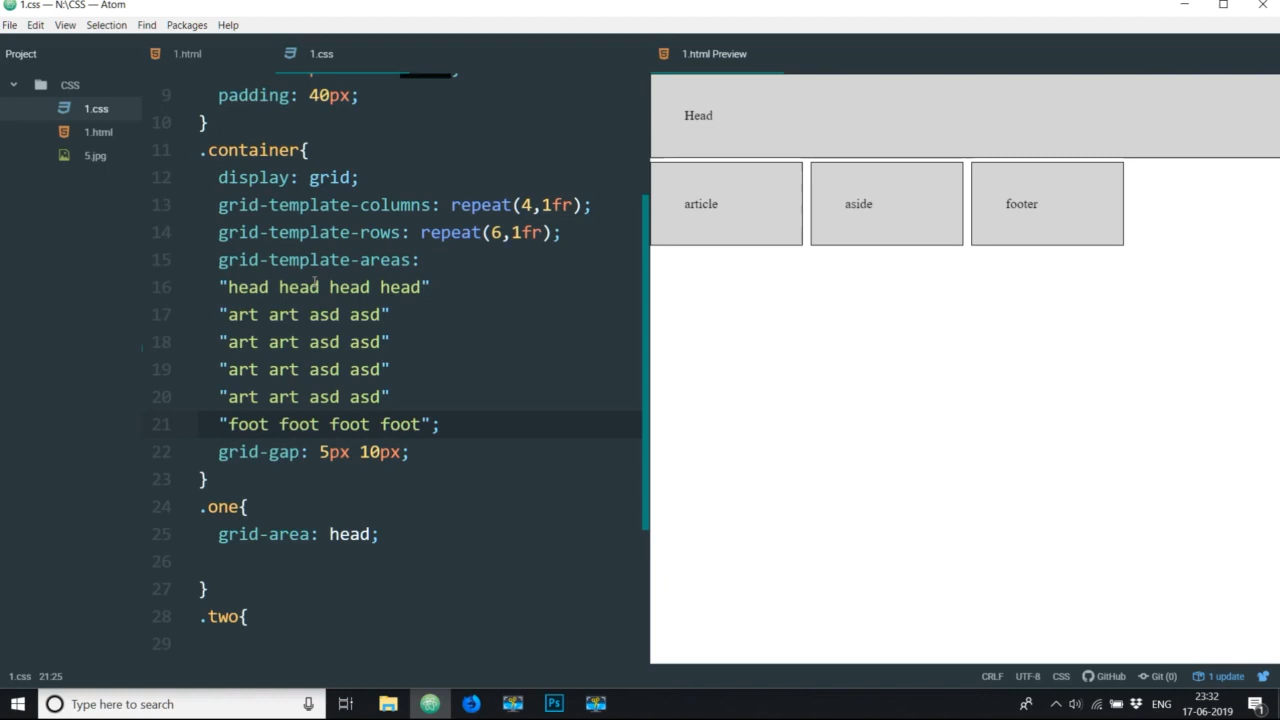 1.css — N:\CSS — Atom
File Edit View Selection Find Packages Help
Project
1.html
1.css
1.html Preview
CSS
1.css
1.html
5.jpg
9 padding: 40px;
10 }
11 .container{
12 display: grid;
13 grid-template-columns: repeat(4,1fr);
14 grid-template-rows: repeat(6,1fr);
15 grid-template-areas:
16 "head head head head"
17 "art art asd asd"
18 "art art asd asd"
19 "art art asd asd"
20 "art art asd asd"
21 "foot foot foot foot";
22 grid-gap: 5px 10px;
23 }
24 .one{
25 grid-area: head;
26
27 }
28 .two{
29
Head
article aside footer
1.css 21:25
CRLF UTF-8 CSS GitHub Git (0) 1 update
Type here to search
Ps
ENG
23:32
17-06-2019
1